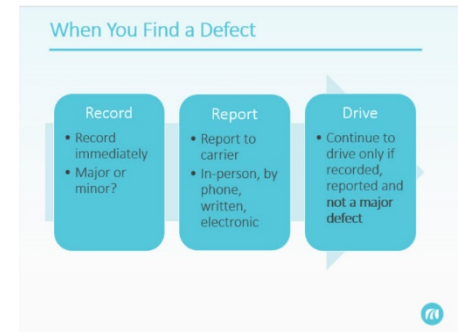 When You Find a Defect
Record
• Record
immediately
• Major or
minor?
Report
• Report to
carrier
• In-person, by
phone,
written,
electronic
Drive
• Continue to
drive only if
recorded,
reported and
not a major
defect